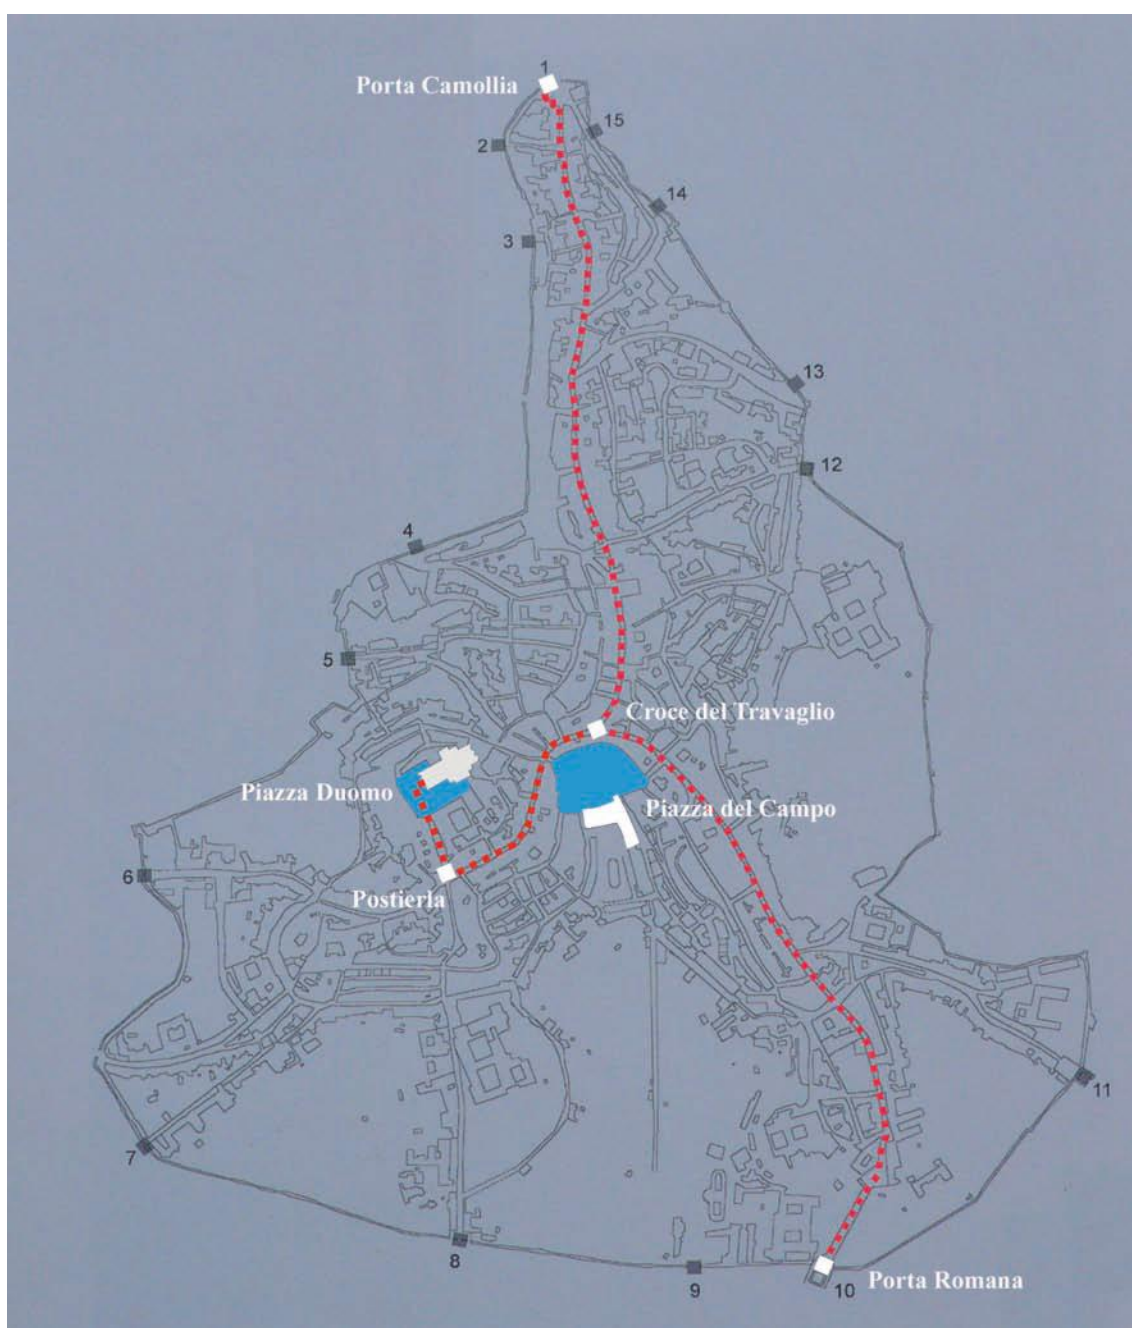 1
Porta Camollia
15
2
14
3
13
12
4
5
Croce del Travaglio
Piazza Duomo
Piazza del Campo
6
Postierla
11
7
8
9
10
Porta Romana